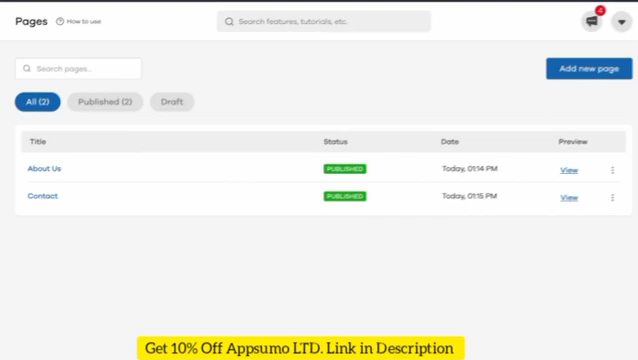 Pages How to use Search features, tutorials, etc. 4
Search pages... Add new page
All (2) Published (2) Draft
Title Status Date Preview
About Us PUBLISHED Today, 01:14 PM View
Contact PUBLISHED Today, 01:15 PM View
Get 10% Off Appsumo LTD. Link in Description